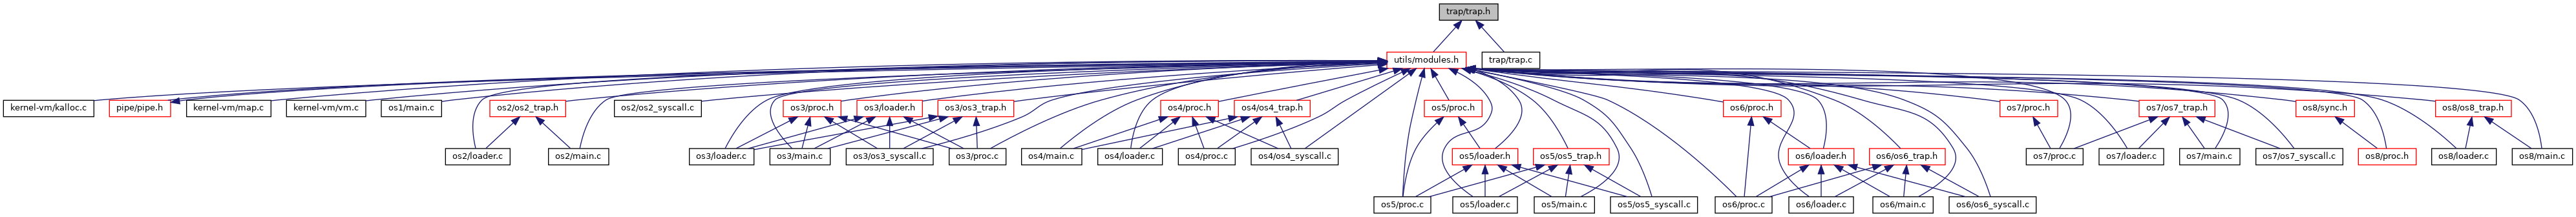 trap/trap.h
utils/modules.h
trap/trap.c
kernel-vm/kalloc.c
pipe/pipe.h
kernel-vm/map.c
kernel-vm/vm.c
os1/main.c
os2/os2_trap.h
os2/os2_syscall.c
os3/proc.h
os3/loader.h
os3/os3_trap.h
os4/proc.h
os4/os4_trap.h
os5/proc.h
os6/proc.h
os7/proc.h
os7/os7_trap.h
os8/sync.h
os8/os8_trap.h
os2/loader.c
os2/main.c
os3/loader.c
os3/main.c
os3/os3_syscall.c
os3/proc.c
os4/main.c
os4/loader.c
os4/proc.c
os4/os4_syscall.c
os5/loader.h
os5/os5_trap.h
os6/loader.h
os6/os6_trap.h
os7/proc.c
os7/loader.c
os7/main.c
os7/os7_syscall.c
os8/proc.h
os8/loader.c
os8/main.c
os5/proc.c
os5/loader.c
os5/main.c
os5/os5_syscall.c
os6/proc.c
os6/loader.c
os6/main.c
os6/os6_syscall.c